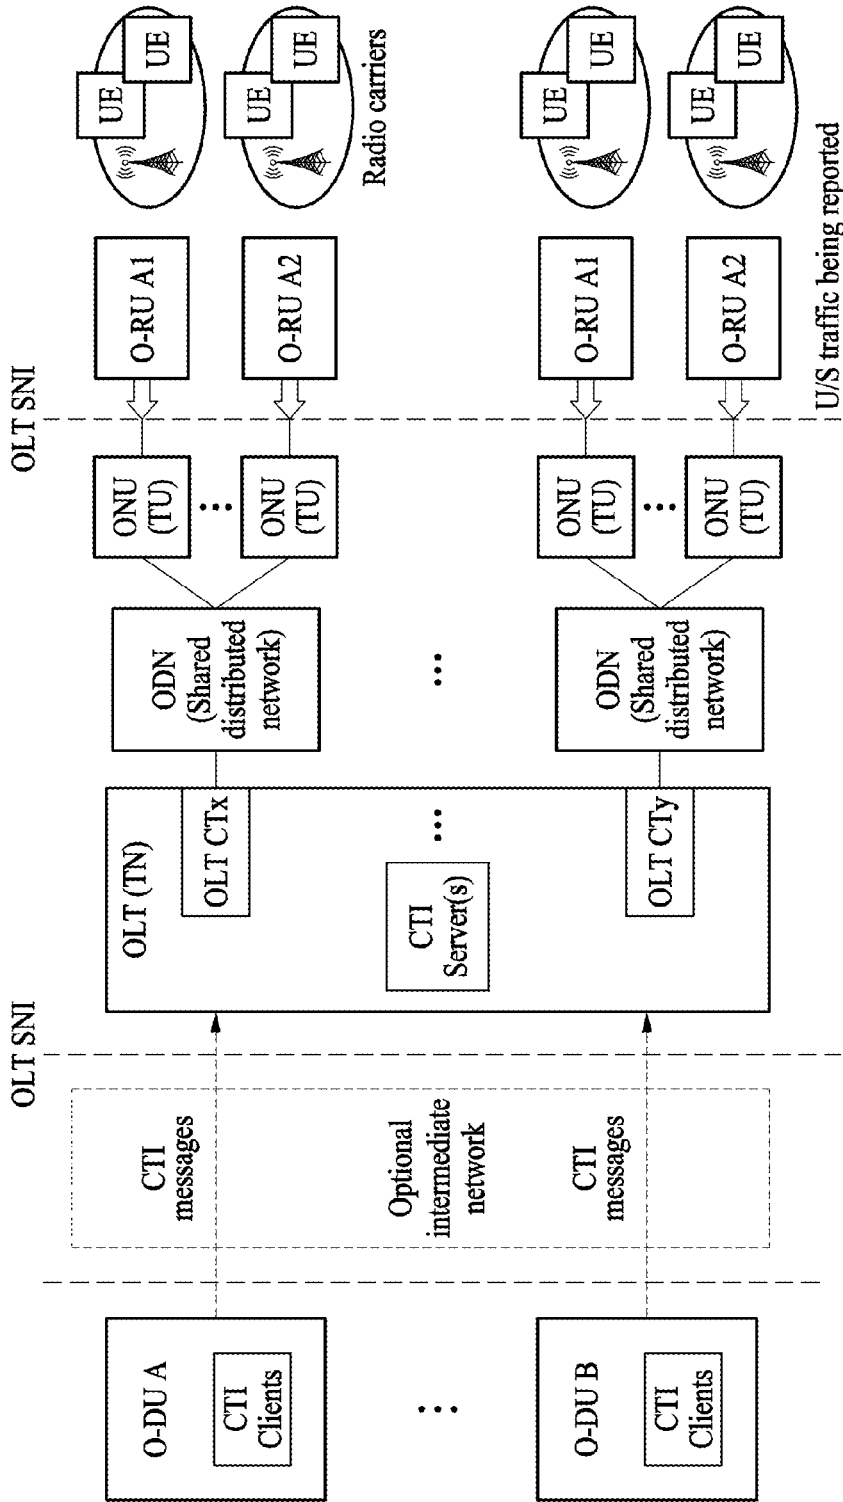 OLT SNI
OLT SNI
O-DU A
CTI
Clients
CTI
messages
OLT (TN)
OLT CTx
ODN
(Shared
distributed
network)
ONU
(TU)
ONU
(TU)
O-RU A1
O-RU A2
UE
UE
UE
UE
Radio carriers
Optional
intermediate
network
CTI
Server(s)
O-DU B
CTI
Clients
CTI
messages
OLT CTy
ODN
(Shared
distributed
network)
ONU
(TU)
ONU
(TU)
O-RU A1
O-RU A2
UE
UE
UE
UE
U/S traffic being reported